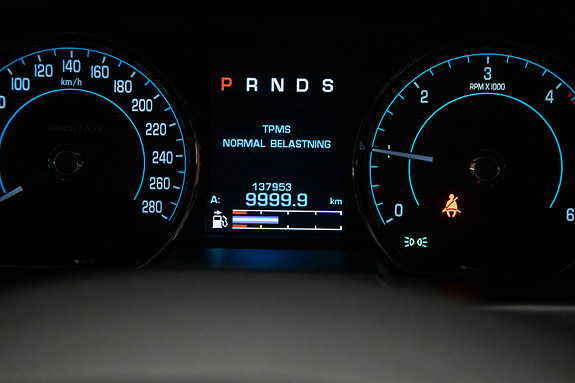 100 120 140 160 180 200 220 240 260 280
km/h
JAGUAR
P R N D S
TPMS
NORMAL BELASTNING
137953
A: 9999.9 km
0 1 2 3 4 6
RPM X 1000